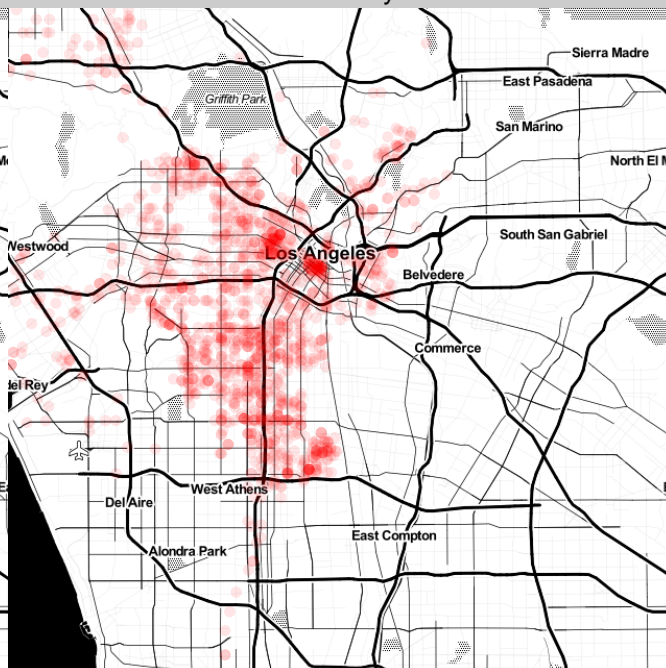 Sierra Madre
East Pasadena
Griffith Park
San Marino
North El M
South San Gabriel
Westwood
Los Angeles
Belvedere
Commerce
del Rey
West Athens
Del Aire
East Compton
Alondra Park